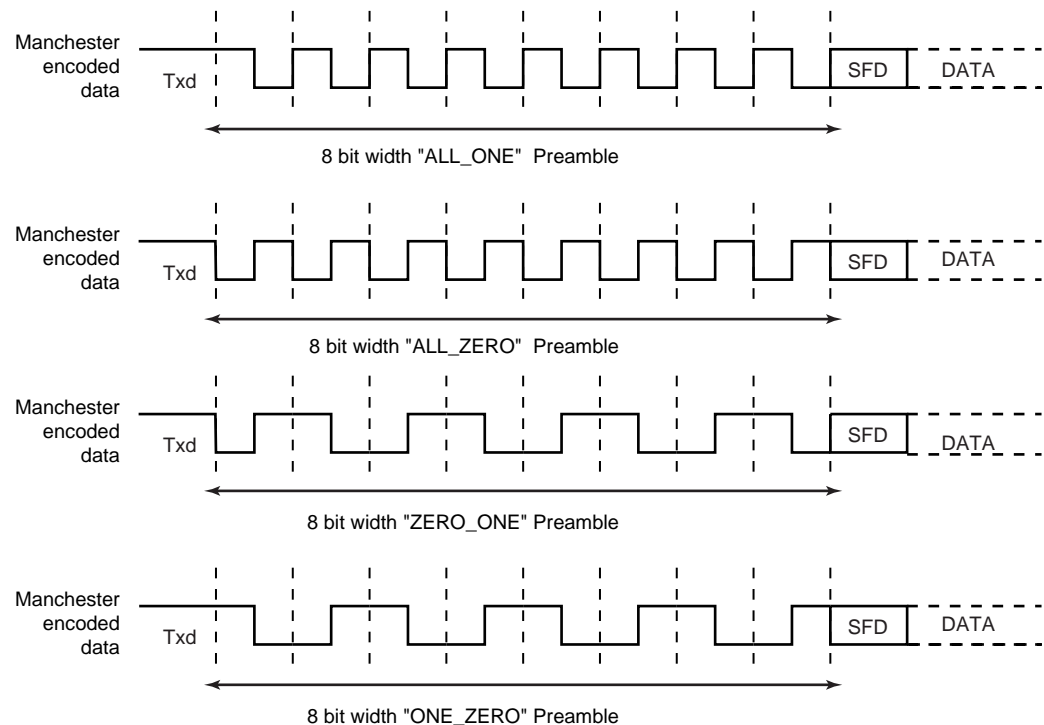 Manchester
encoded
data
Txd
SFD
DATA
8 bit width "ALL_ONE" Preamble
Manchester
encoded
data
Txd
SFD
DATA
8 bit width "ALL_ZERO" Preamble
Manchester
encoded
data
Txd
SFD
DATA
8 bit width "ZERO_ONE" Preamble
Manchester
encoded
data
Txd
SFD
DATA
8 bit width "ONE_ZERO" Preamble